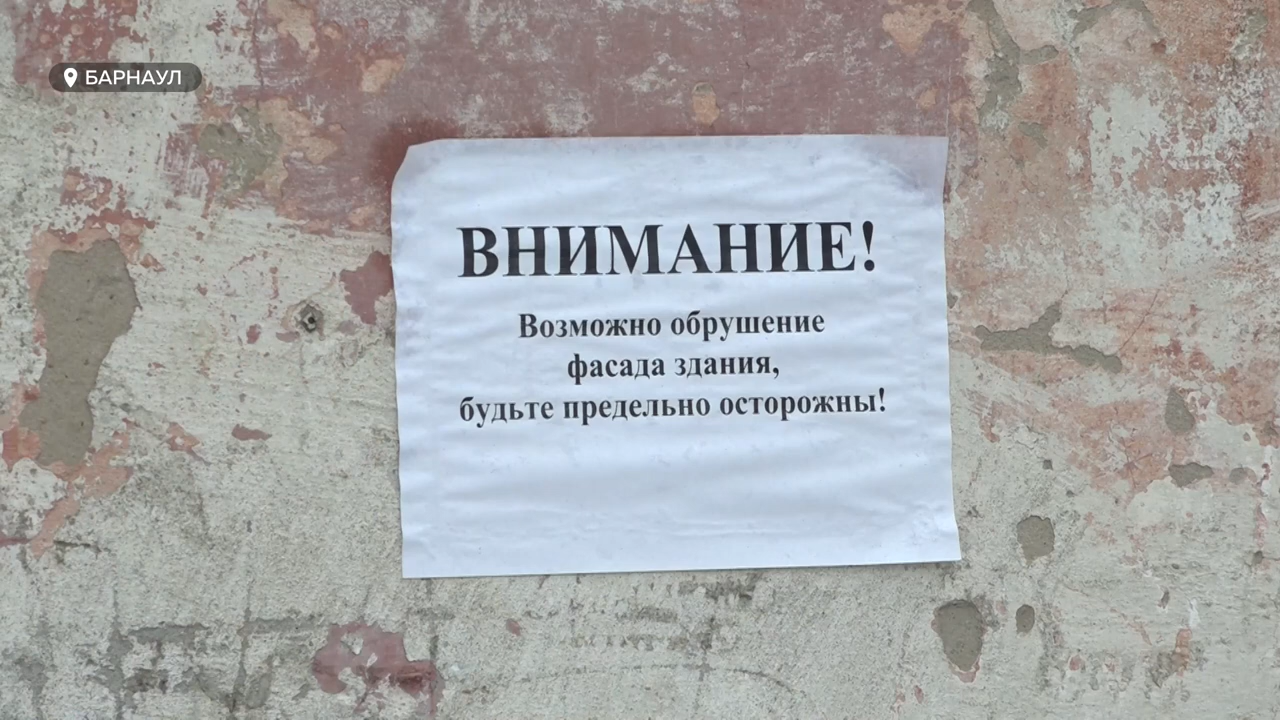 БАРНАУЛ
ВНИМАНИЕ!
Возможно обрушение
фасада здания,
будьте предельно осторожны!